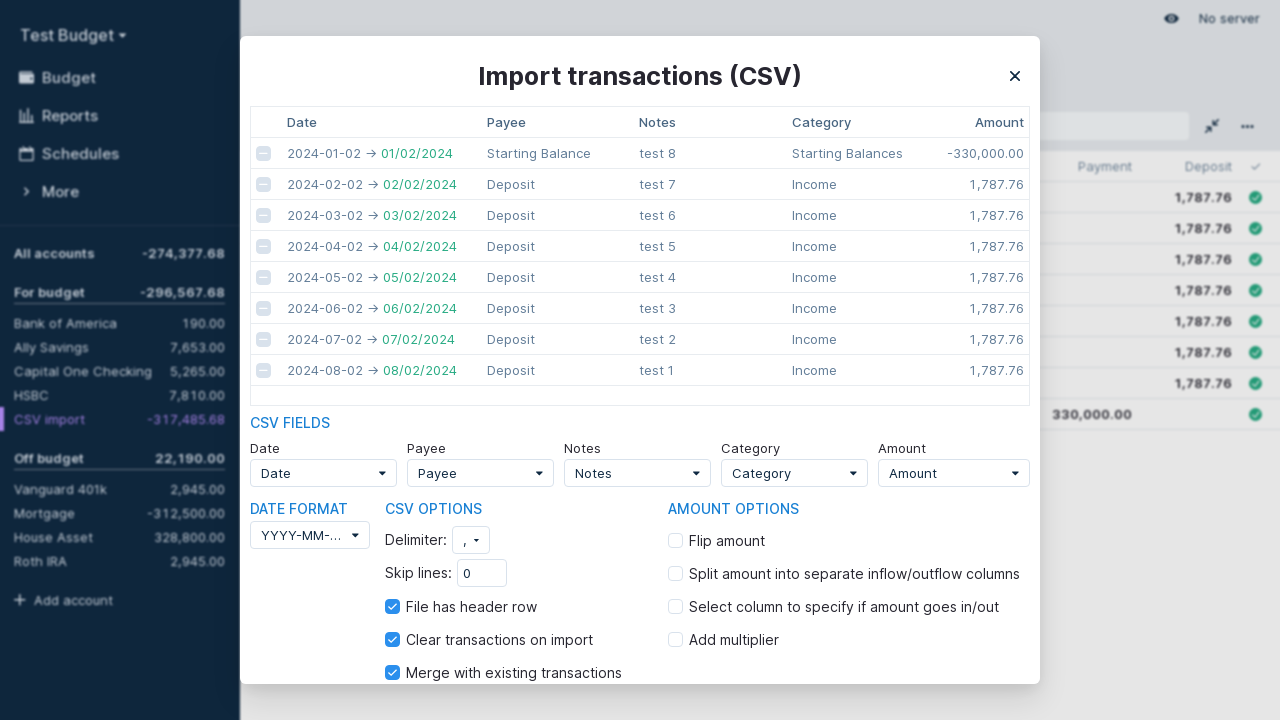 Test Budget
Budget
Reports
Schedules
More
All accounts -274,377.68
For budget -296,567.68
Bank of America 190.00
Ally Savings 7,653.00
Capital One Checking 5,265.00
HSBC 7,810.00
CSV import -317,485.68
Off budget 22,190.00
Vanguard 401k 2,945.00
Mortgage -312,500.00
House Asset 328,800.00
Roth IRA 2,945.00
Add account
No server
Payment Deposit
1,787.76
1,787.76
1,787.76
1,787.76
1,787.76
1,787.76
1,787.76
330,000.00
Import transactions (CSV)
Date Payee Notes Category Amount
2024-01-02 → 01/02/2024 Starting Balance test 8 Starting Balances -330,000.00
2024-02-02 → 02/02/2024 Deposit test 7 Income 1,787.76
2024-03-02 → 03/02/2024 Deposit test 6 Income 1,787.76
2024-04-02 → 04/02/2024 Deposit test 5 Income 1,787.76
2024-05-02 → 05/02/2024 Deposit test 4 Income 1,787.76
2024-06-02 → 06/02/2024 Deposit test 3 Income 1,787.76
2024-07-02 → 07/02/2024 Deposit test 2 Income 1,787.76
2024-08-02 → 08/02/2024 Deposit test 1 Income 1,787.76
CSV FIELDS
Date Payee Notes Category Amount
Date Payee Notes Category Amount
DATE FORMAT
YYYY-MM-...
CSV OPTIONS
Delimiter: ,
Skip lines: 0
File has header row
Clear transactions on import
Merge with existing transactions
AMOUNT OPTIONS
Flip amount
Split amount into separate inflow/outflow columns
Select column to specify if amount goes in/out
Add multiplier